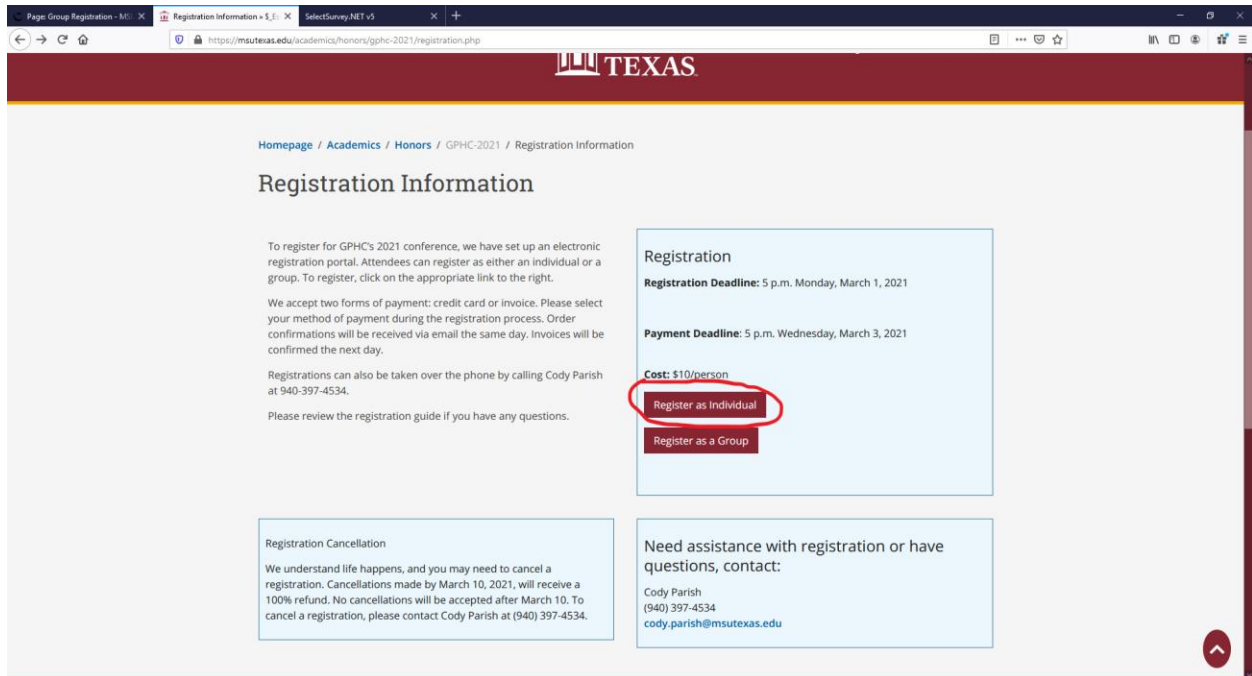 Page: Group Registration - MS
Registration Information » $_E
SelectSurvey.NET v5
https://msutexas.edu/academics/honors/gphc-2021/registration.php
TEXAS
Homepage / Academics / Honors / GPHC-2021 / Registration Information
Registration Information
To register for GPHC's 2021 conference, we have set up an electronic
registration portal. Attendees can register as either an individual or a
group. To register, click on the appropriate link to the right.
We accept two forms of payment: credit card or invoice. Please select
your method of payment during the registration process. Order
confirmations will be received via email the same day. Invoices will be
confirmed the next day.
Registrations can also be taken over the phone by calling Cody Parish
at 940-397-4534.
Please review the registration guide if you have any questions.
Registration
Registration Deadline: 5 p.m. Monday, March 1, 2021
Payment Deadline: 5 p.m. Wednesday, March 3, 2021
Cost: $10/person
Register as Individual
Register as a Group
Registration Cancellation
We understand life happens, and you may need to cancel a
registration. Cancellations made by March 10, 2021, will receive a
100% refund. No cancellations will be accepted after March 10. To
cancel a registration, please contact Cody Parish at (940) 397-4534.
Need assistance with registration or have
questions, contact:
Cody Parish
(940) 397-4534
cody.parish@msutexas.edu